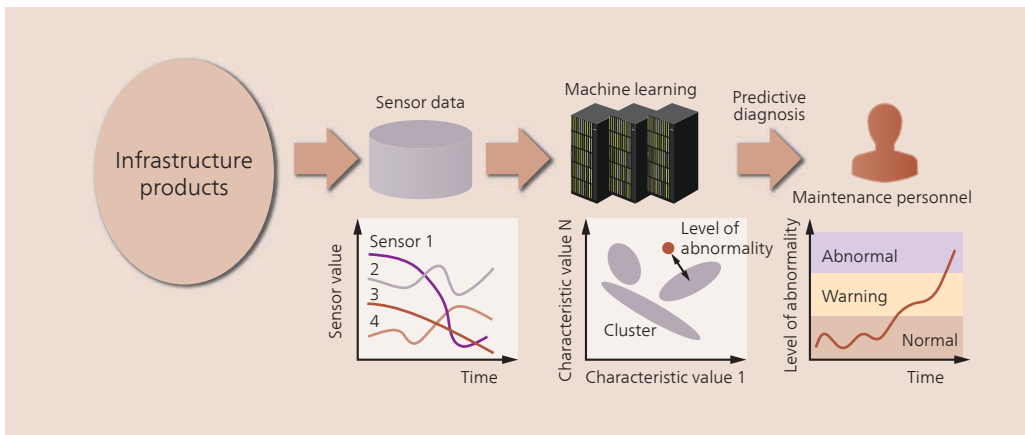 Infrastructure
products
Sensor data
Machine learning
Predictive
diagnosis
Maintenance personnel
Sensor value
Sensor 1
2
3
4
Time
Characteristic value N
Level of
abnormality
Cluster
Characteristic value 1
Level of abnormality
Abnormal
Warning
Normal
Time